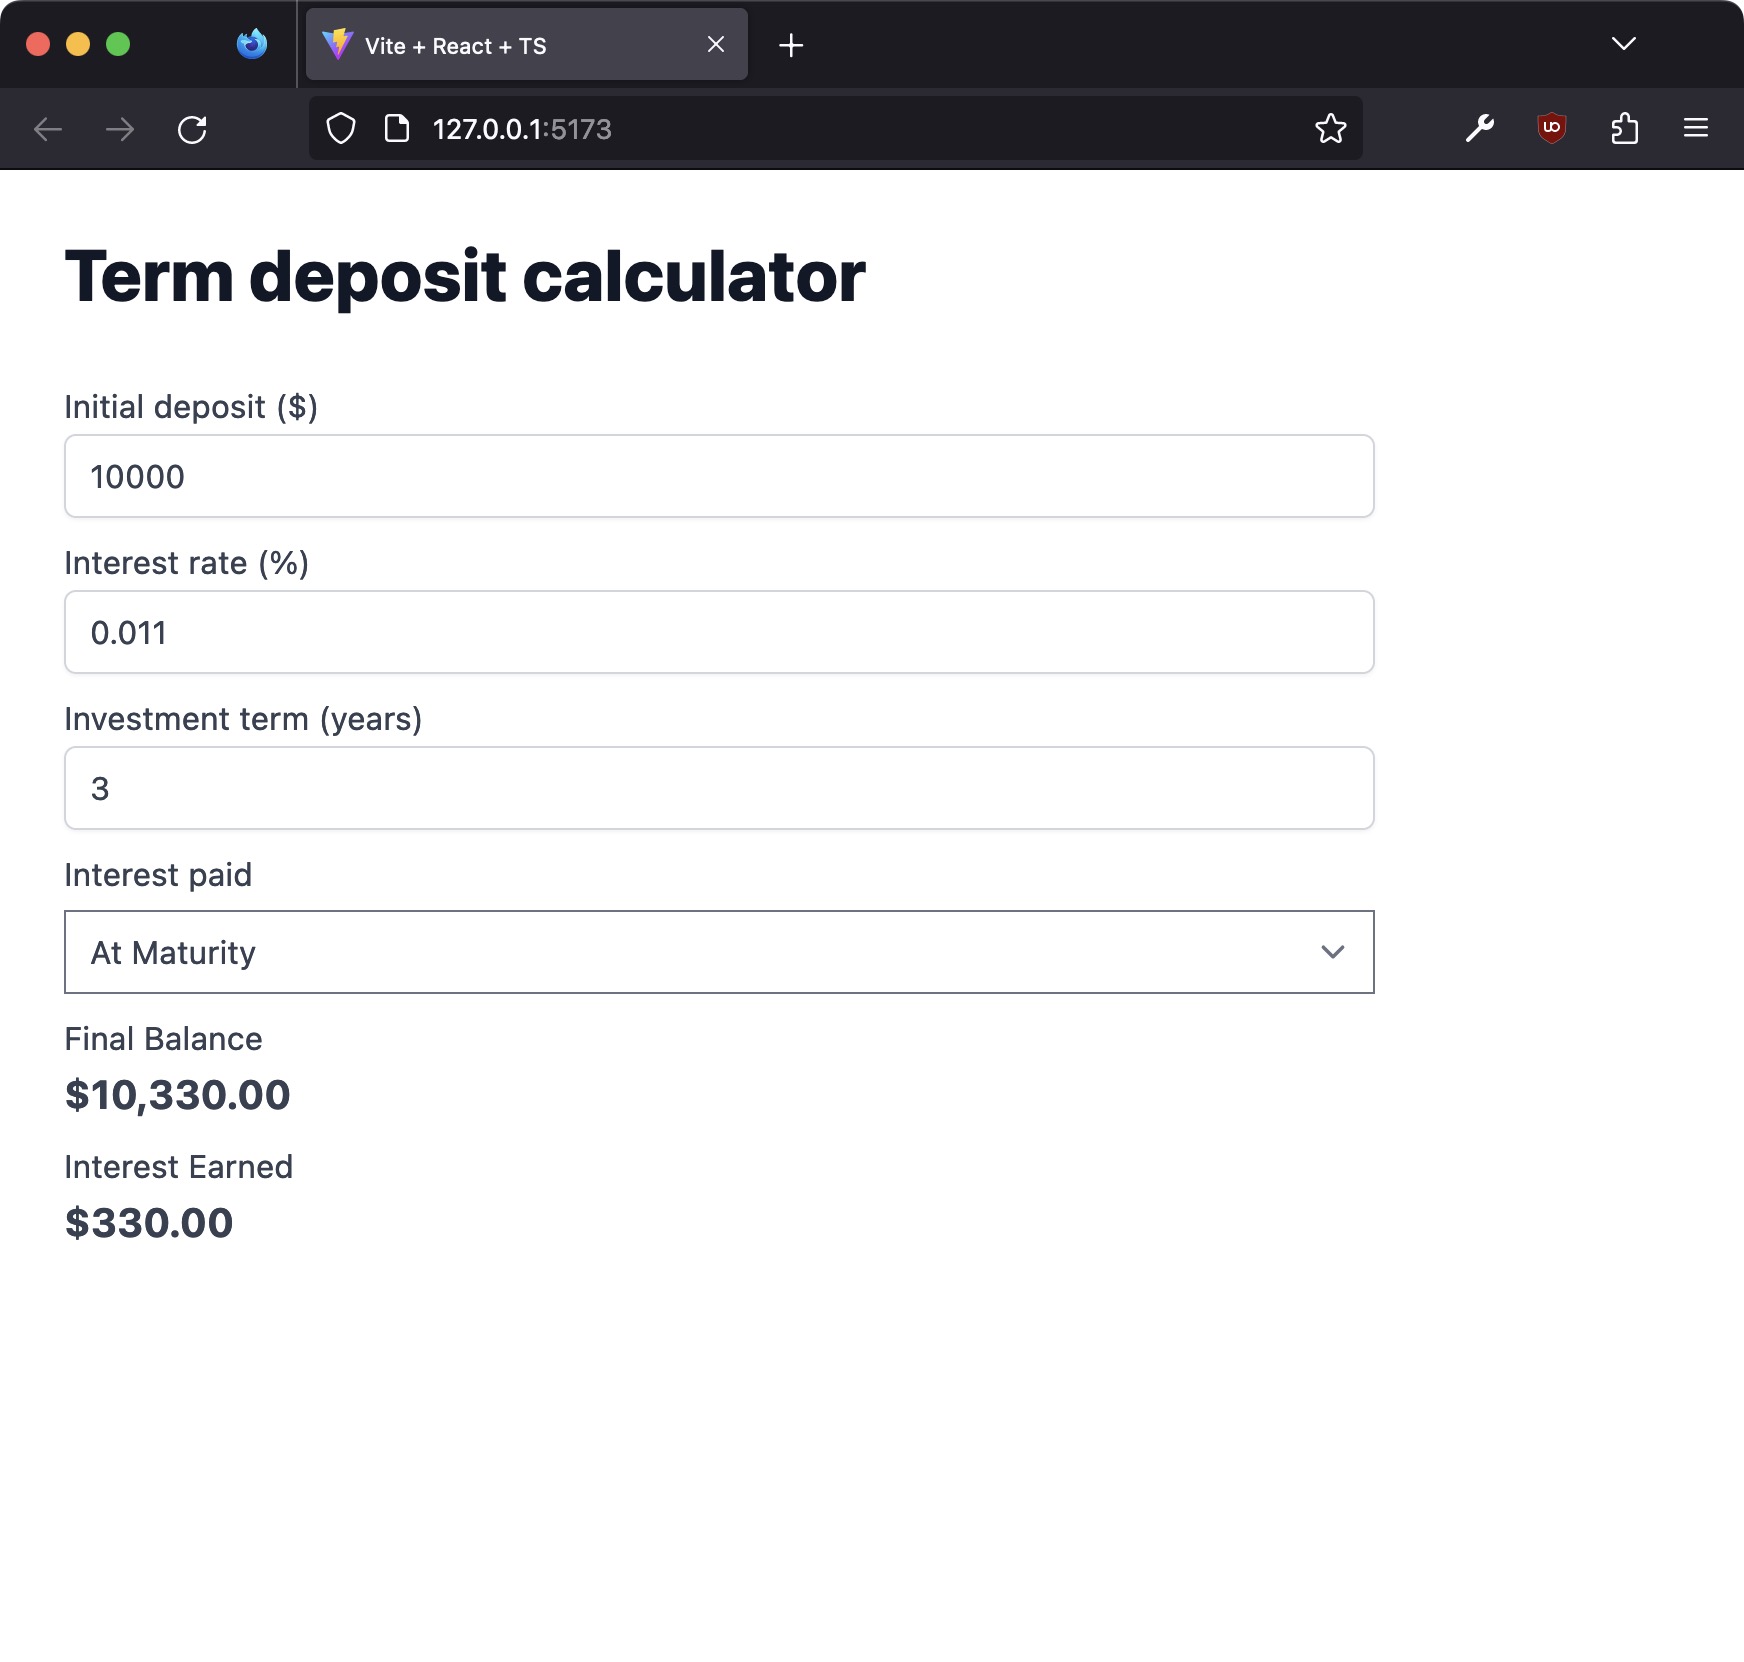 Vite + React + TS
127.0.0.1:5173
Term deposit calculator
Initial deposit ($)
10000
Interest rate (%)
0.011
Investment term (years)
3
Interest paid
At Maturity
Final Balance
$10,330.00
Interest Earned
$330.00